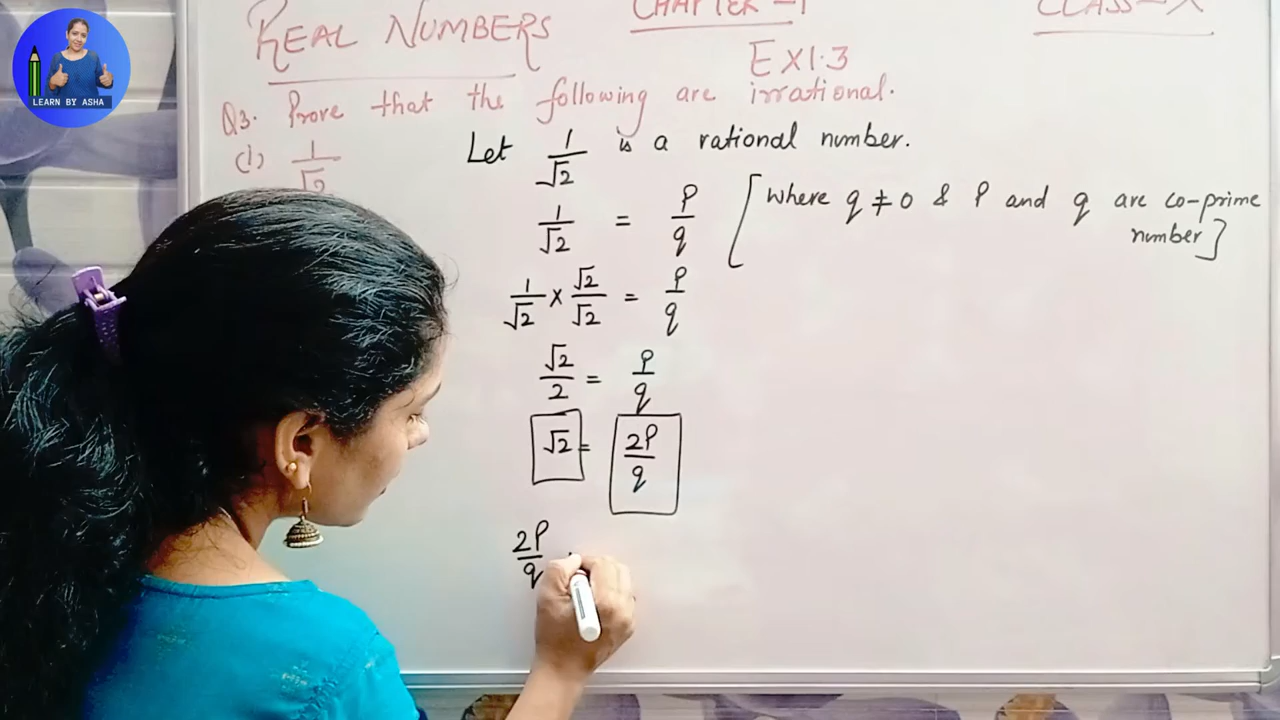 LEARN BY ASHA
REAL NUMBERS CHAPTER-1 CLASS-X
EX1.3
Q3. Prove that the following are irrational.
(i) 1/√2
Let 1/√2 is a rational number.
1/√2 = P/q [where q ≠ 0 & P and q are co-prime
number]
1/√2 × √2/√2 = P/q
√2/2 = P/q
√2 = 2P/q
2P/q